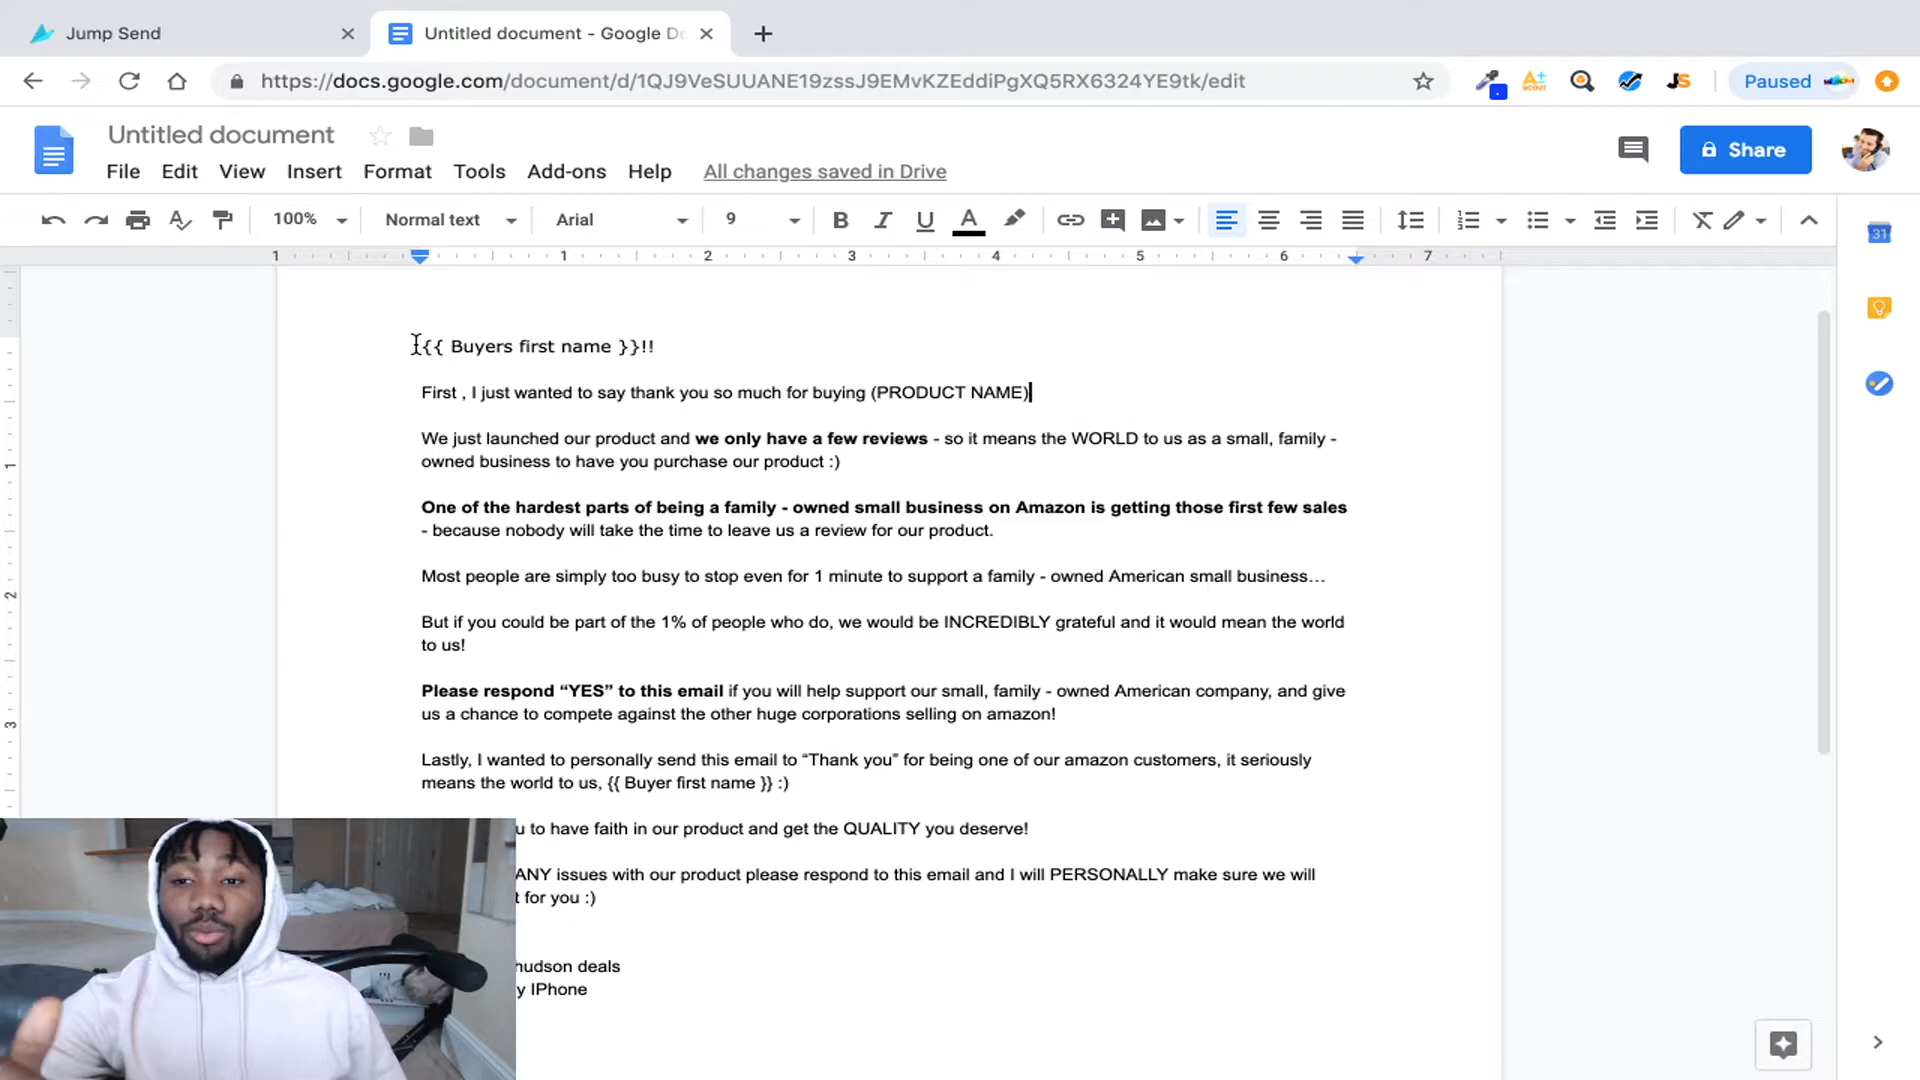 Jump Send
Untitled document - Google Do
https://docs.google.com/document/d/1QJ9VeSUUANE19zssJ9EMvKZEddiPgXQ5RX6324YE9tk/edit
Paused
Untitled document
File Edit View Insert Format Tools Add-ons Help All changes saved in Drive
Share
100% Normal text Arial 9
1 1 2 3 4 5 6 7
{{ Buyers first name }}!!
First , I just wanted to say thank you so much for buying (PRODUCT NAME)
We just launched our product and we only have a few reviews - so it means the WORLD to us as a small, family -
owned business to have you purchase our product :)
One of the hardest parts of being a family - owned small business on Amazon is getting those first few sales
- because nobody will take the time to leave us a review for our product.
Most people are simply too busy to stop even for 1 minute to support a family - owned American small business…
But if you could be part of the 1% of people who do, we would be INCREDIBLY grateful and it would mean the world
to us!
Please respond “YES” to this email if you will help support our small, family - owned American company, and give
us a chance to compete against the other huge corporations selling on amazon!
Lastly, I wanted to personally send this email to “Thank you” for being one of our amazon customers, it seriously
means the world to us, {{ Buyer first name }} :)
u to have faith in our product and get the QUALITY you deserve!
ANY issues with our product please respond to this email and I will PERSONALLY make sure we will
t for you :)
hudson deals
y IPhone
1
2
3
31